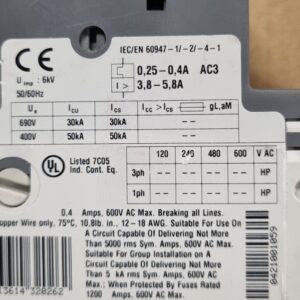 CE
IEC/EN 60947-1/-2/-4-1
U imp : 6kV
50/60Hz
0,25-0,4A AC3
I> 3,8-5,8A
Ue Icu Ics Icc > Ics gL,aM
690V 30kA 30kA
400V 50kA 50kA
UL Listed 7C05
Ind. Cont. Eq.
120 240 480 600 V AC
3ph HP
1ph HP
0,4 Amps, 600V AC Max. Breaking all Lines.
opper Wire only, 75°C, 10.8lb. in., 12-18 AWG. Suitable for Use On
A Circuit Capable Of Delivering Not More
Than 5000 rms Sym. Amps, 600V AC Max.
Suitable For Group Installation On A
Circuit Capable Of Delivering Not More
Than 5 kA rms Sym. Amps, 600V AC
Max.; When Protected By Fuses Rated
1200 Amps, 600V AC Max.
13614 320262
04210001059